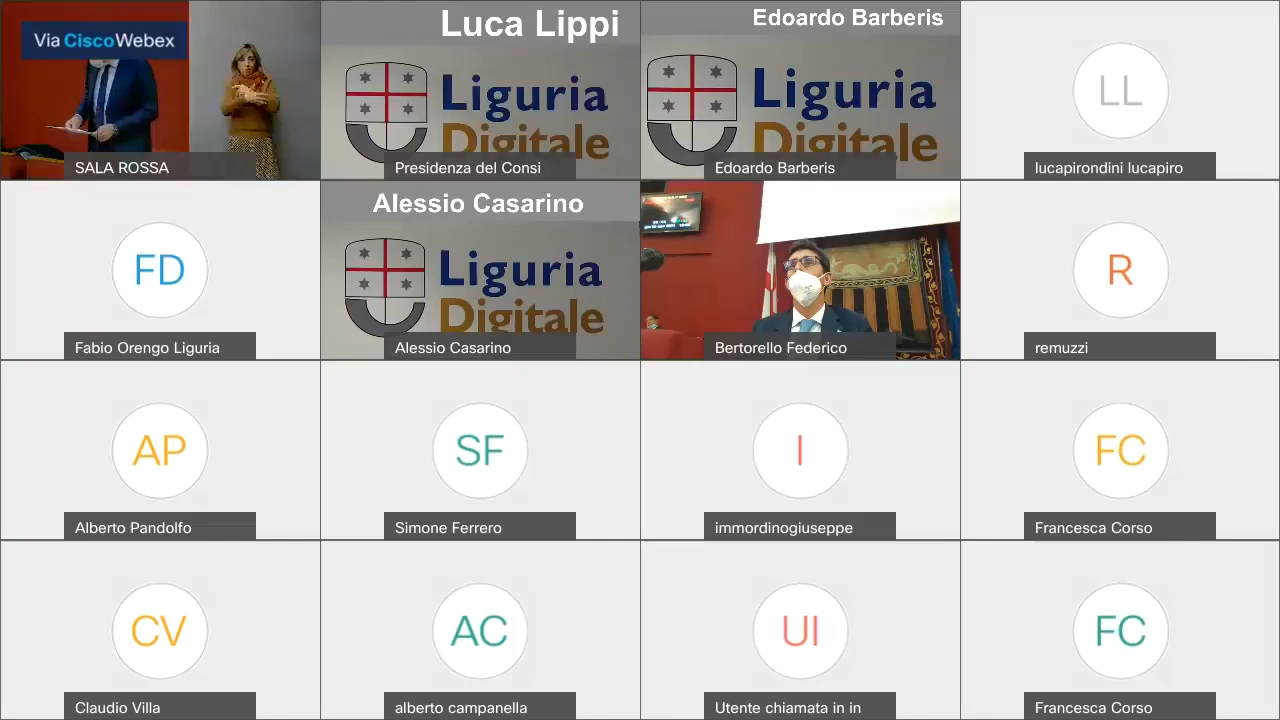 Via CiscoWebex
SALA ROSSA
Luca Lippi
Liguria
Digitale
Presidenza del Consi
Edoardo Barberis
Liguria
Digitale
Edoardo Barberis
LL
lucapirondini lucapiro
FD
Fabio Orengo Liguria
Alessio Casarino
Liguria
Digitale
Alessio Casarino
Bertorello Federico
R
remuzzi
AP
Alberto Pandolfo
SF
Simone Ferrero
I
immordinogiuseppe
FC
Francesca Corso
CV
Claudio Villa
AC
alberto campanella
UI
Utente chiamata in in
FC
Francesca Corso